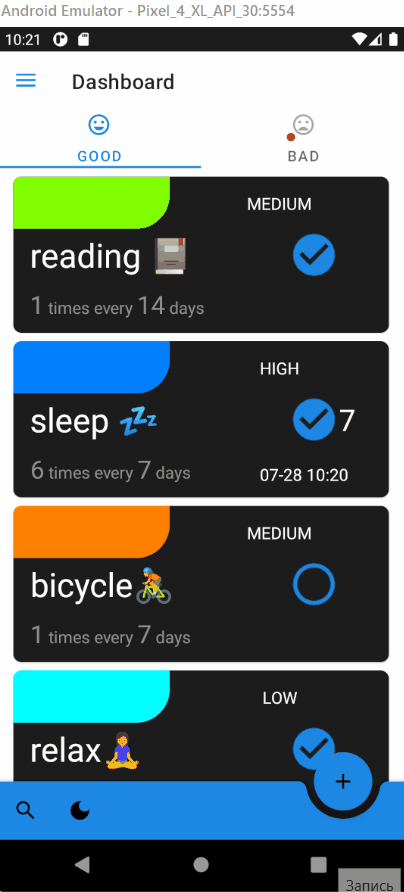 Android Emulator - Pixel_4_XL_API_30:5554
10:21
Dashboard
GOOD
BAD
MEDIUM
reading
1 times every 14 days
HIGH
sleep 💤 7
6 times every 7 days
07-28 10:20
MEDIUM
bicycle
1 times every 7 days
LOW
relax
+
Запись